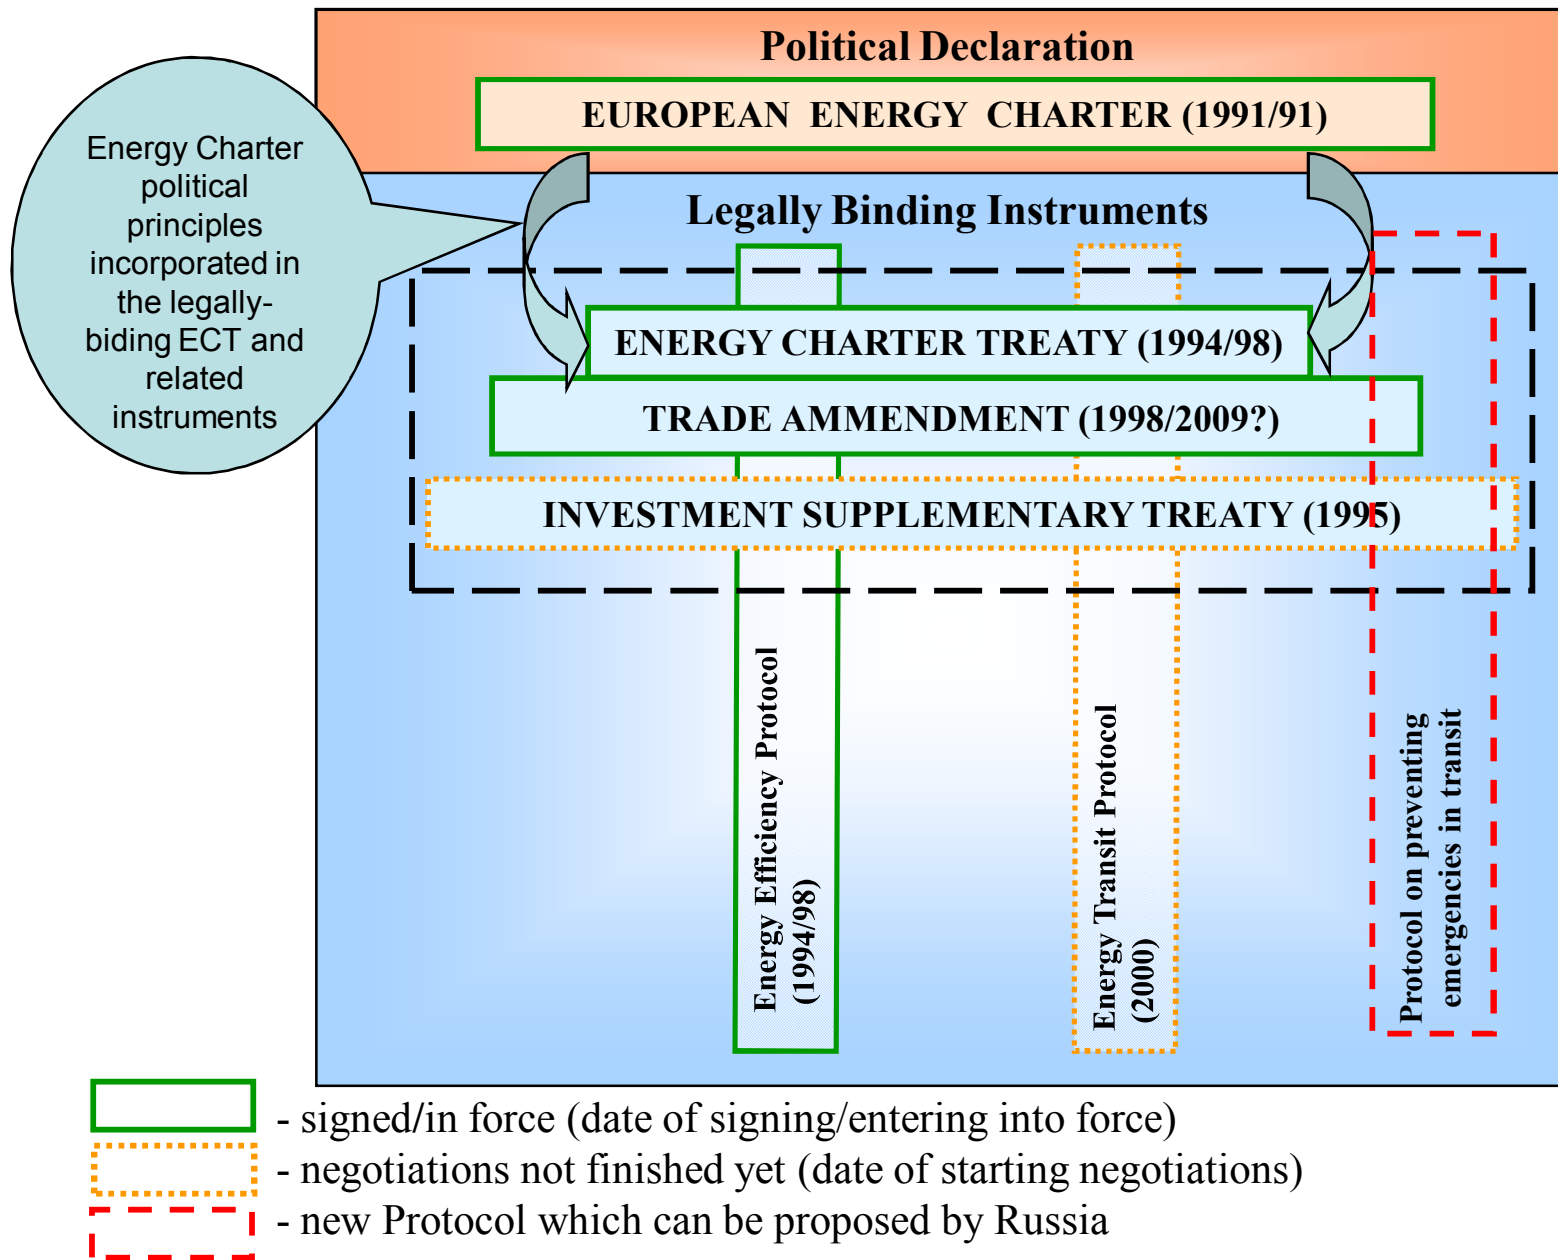 Political Declaration
EUROPEAN ENERGY CHARTER (1991/91)
Energy Charter
political
principles
incorporated in
the legally-
biding ECT and
related
instruments
Legally Binding Instruments
ENERGY CHARTER TREATY (1994/98)
TRADE AMMENDMENT (1998/2009?)
INVESTMENT SUPPLEMENTARY TREATY (1995)
Energy Efficiency Protocol
(1994/98)
Energy Transit Protocol
(2000)
Protocol on preventing
emergencies in transit
- signed/in force (date of signing/entering into force)
- negotiations not finished yet (date of starting negotiations)
- new Protocol which can be proposed by Russia